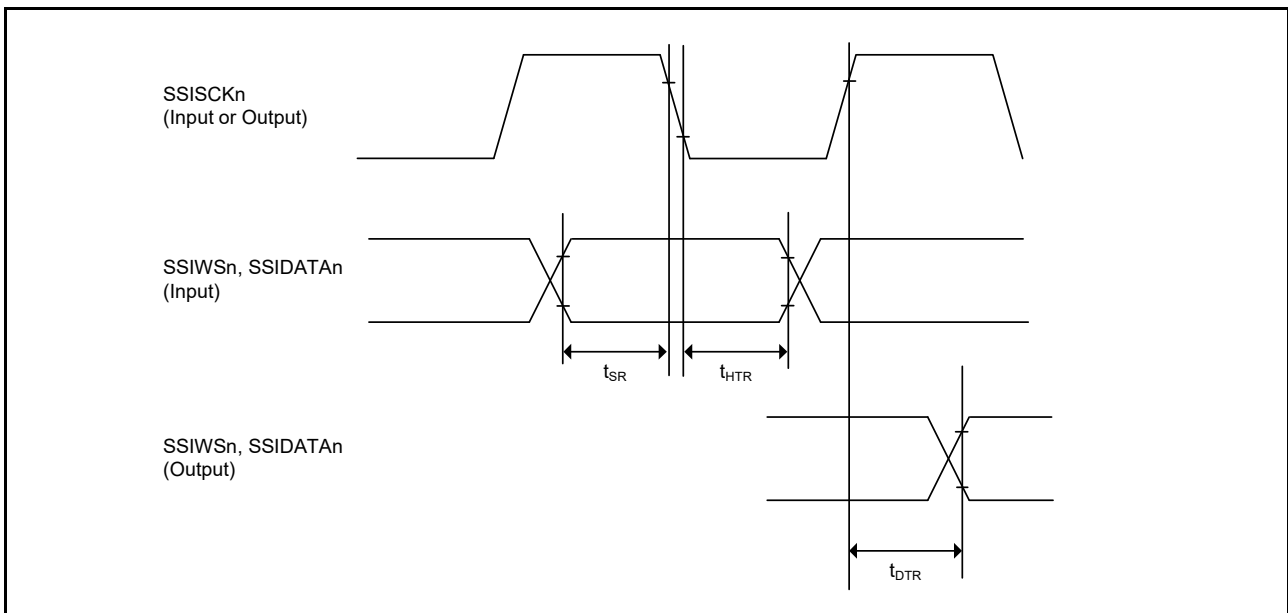 SSISCKn
(Input or Output)
SSIWSn, SSIDATAn
(Input)
tSR
tHTR
SSIWSn, SSIDATAn
(Output)
tDTR